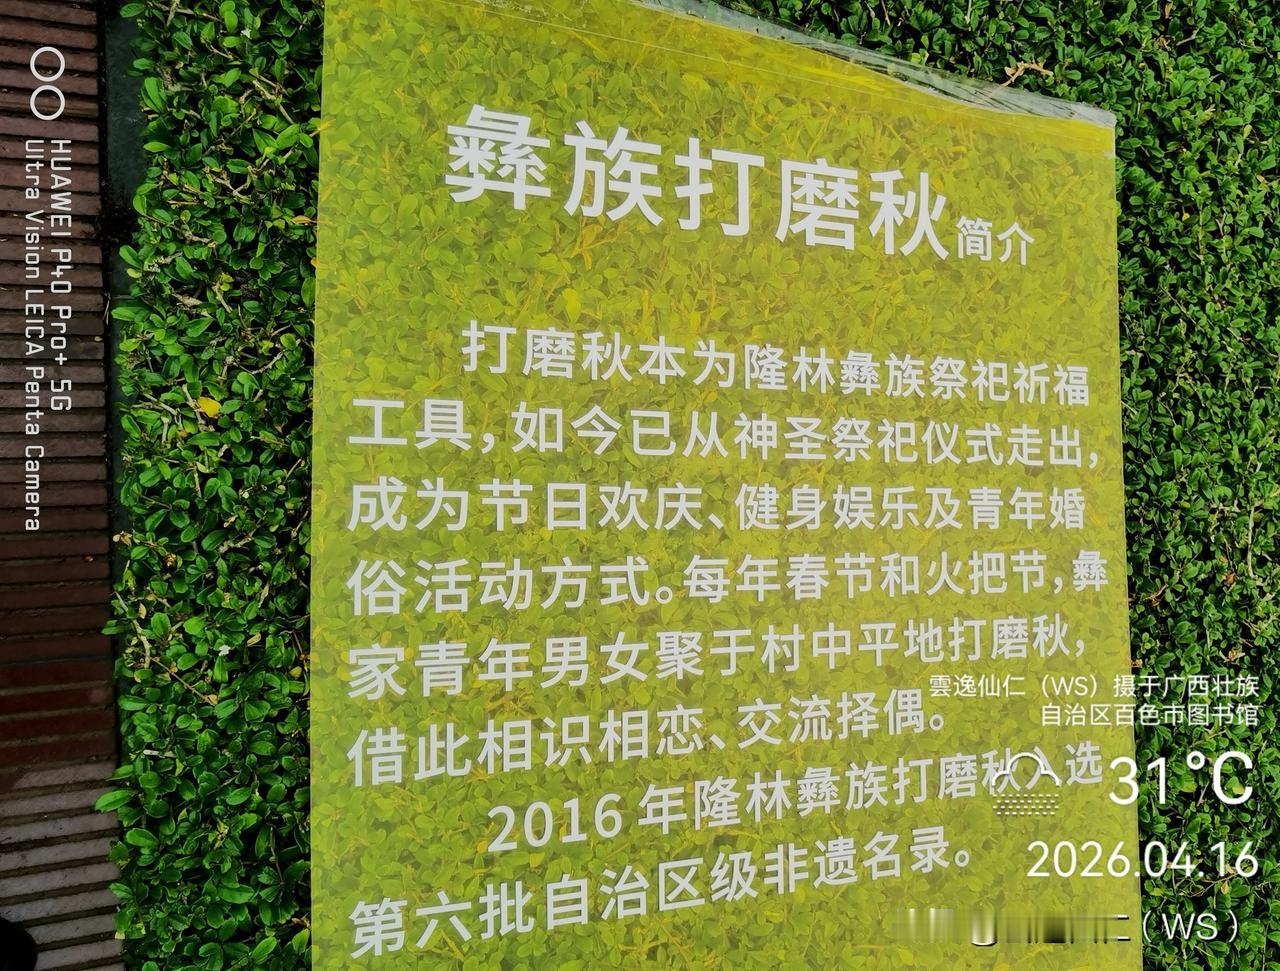 彝族打磨秋简介
打磨秋本为隆林彝族祭祀祈福
工具，如今已从神圣祭祀仪式走出，
成为节日欢庆、健身娱乐及青年婚
俗活动方式。每年春节和火把节，彝
家青年男女聚于村中平地打磨秋，
借此相识相恋、交流择偶。
2016年隆林彝族打磨秋入选
第六批自治区级非遗名录。
HUAWEI P40 Pro+ 5G
Ultra Vision LEICA Penta Camera
雲逸仙仁（WS）摄于广西壮族
自治区百色市图书馆
31°C
2026.04.16
（WS）